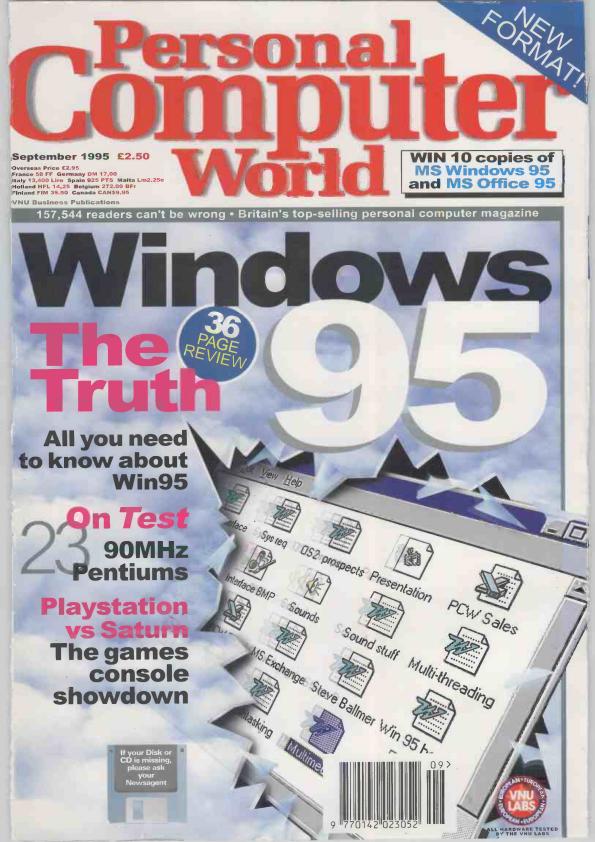 NEW
FORMAT!
Personal
Computer
World
September 1995 £2.50
Overseas Price £2.95
France 50 FF Germany DM 17,00
Italy 13,400 Lire Spain 925 PTS Malta Lm2.25c
Holland HFL 14,25 Belgium 272.00 BFr
Finland FIM 39.50 Canada CAN$9.95
VNU Business Publications
WIN 10 copies of
MS Windows 95
and MS Office 95
157,544 readers can't be wrong • Britain's top-selling personal computer magazine
Windows
95
The
Truth
36
PAGE
REVIEW
All you need
to know about
Win95
23
On Test
90MHz
Pentiums
Playstation
vs Saturn
The games
console
showdown
View Help
Sys req
OS2 prospects
Presentation
PCW Sales
Interface BMP
Sounds
Sound stuff
Multi-threading
MS Exchange
Steve Ballmer
Win 95
If your Disk or
CD is missing,
please ask
your
Newsagent
09>
9 770142 023052
EUROPEAN
VNU
LABS
ALL HARDWARE TESTED
BY THE VNU LABS